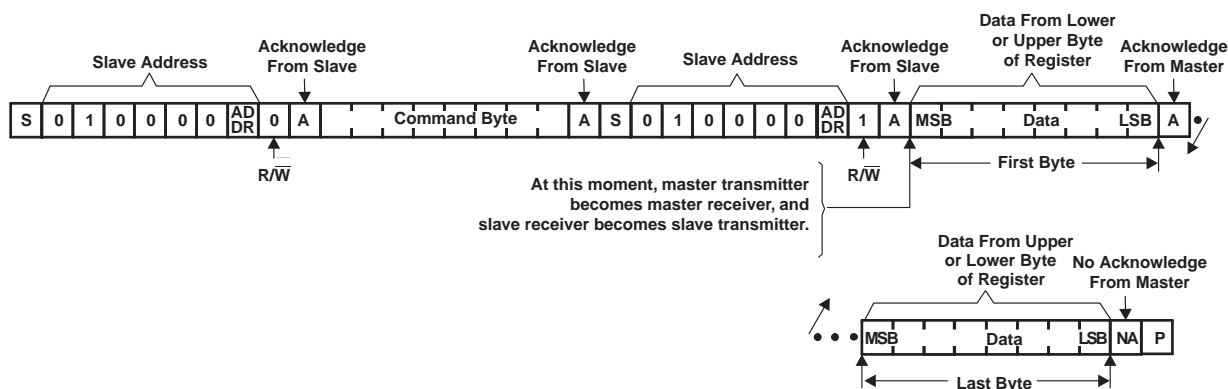 Slave Address
Acknowledge
From Slave
Acknowledge
From Slave
Slave Address
Acknowledge
From Slave
Data From Lower
or Upper Byte
of Register
Acknowledge
From Master
S 0 1 0 0 0 0 AD DR 0 A Command Byte A S 0 1 0 0 0 0 AD DR 1 A MSB Data LSB A
R/W̅
R/W̅
First Byte
At this moment, master transmitter
becomes master receiver, and
slave receiver becomes slave transmitter.
Data From Upper
or Lower Byte
of Register
No Acknowledge
From Master
MSB Data LSB NA P
Last Byte